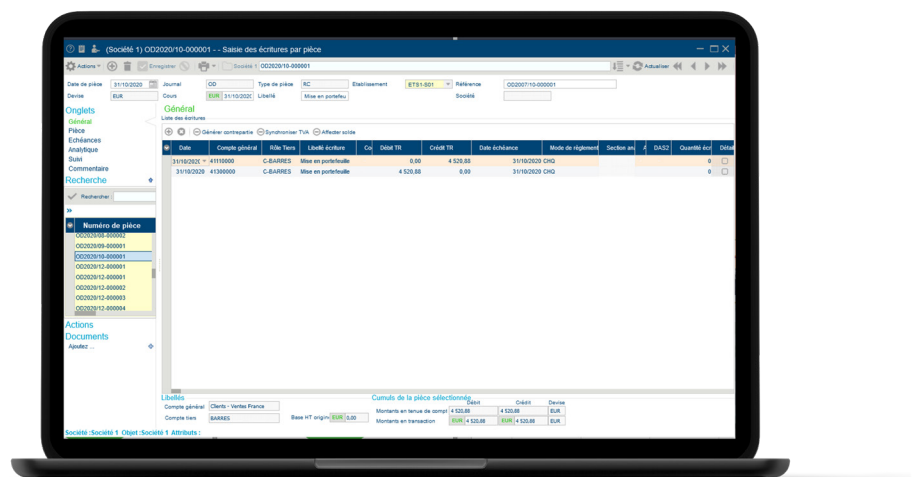 (Société 1) OD2020/10-000001 - - Saisie des écritures par pièce
Actions Enregistrer Société 1 OD2020/10-000001 Actualiser
Date de pièce 31/10/2020 Journal OD Type de pièce RC Etablissement ETS1-S01 Référence OD2007/10-000001
Devise EUR Cours EUR 31/10/2020 Libellé Mise en portefeu Société
Onglets
Général
Pièce
Echéances
Analytique
Suivi
Commentaire
Recherche
Rechercher
»
Numéro de pièce
OD2020/08-000002
OD2020/09-000001
OD2020/10-000001
OD2020/12-000001
OD2020/12-000001
OD2020/12-000002
OD2020/12-000003
OD2020/12-000004
Actions
Documents
Ajoutez ...
Général
Liste des écritures
Générer contrepartie Synchroniser TVA Affecter solde
Date Compte général Rôle Tiers Libellé écriture Co Débit TR Crédit TR Date échéance Mode de règlement Section ana A DAS2 Quantité écr Détail
31/10/2020 41110000 C-BARRES Mise en portefeuille 0,00 4 520,88 31/10/2020 CHQ 0
31/10/2020 41300000 C-BARRES Mise en portefeuille 4 520,88 0,00 31/10/2020 CHQ 0
Libellés
Compte général Clients - Ventes France
Compte tiers BARRES Base HT origine EUR 0,00
Cumuls de la pièce sélectionnée
Débit Crédit Devise
Montants en tenue de compt 4 520,88 4 520,88 EUR
Montants en transaction EUR 4 520,88 EUR 4 520,88 EUR
Société :Société 1 Objet :Société 1 Attributs :